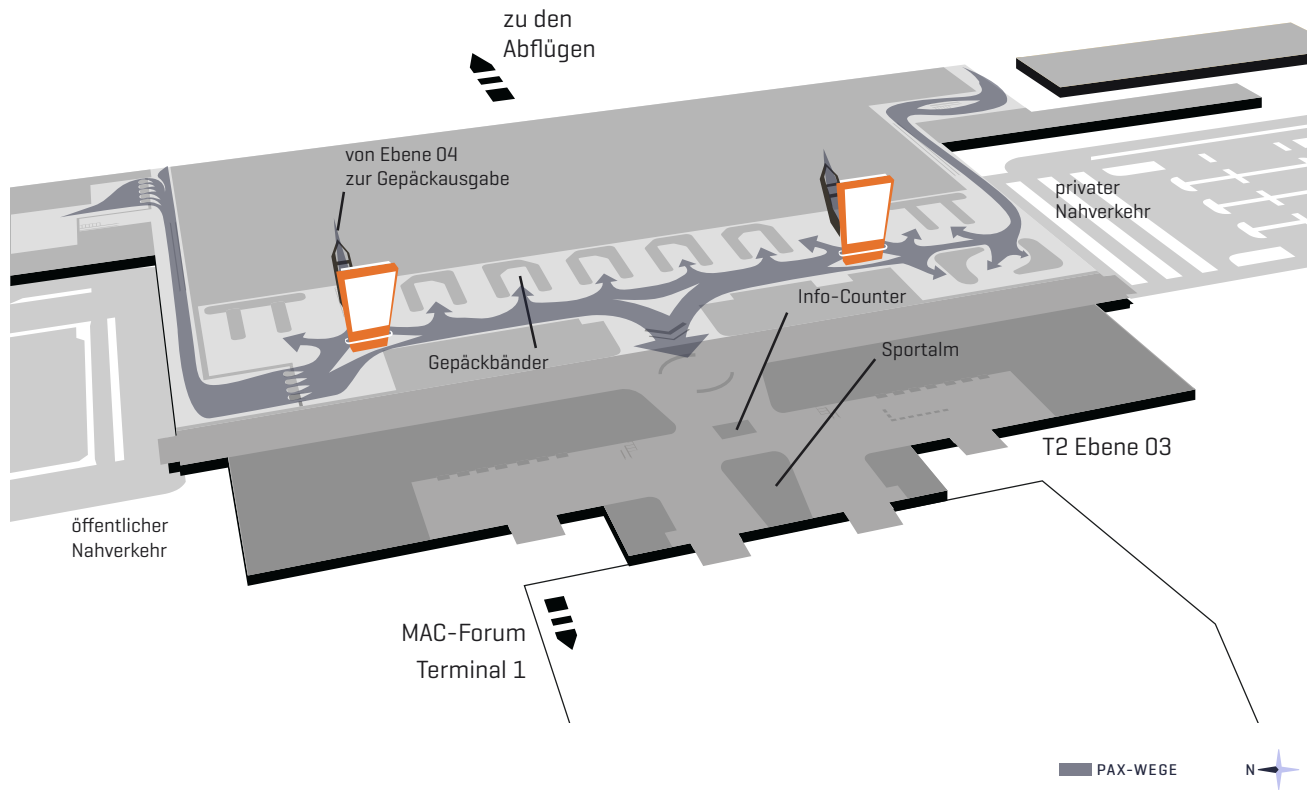 zu den
Abflügen
von Ebene 04
zur Gepäckausgabe
privater
Nahverkehr
Info-Counter
Sportalm
Gepäckbänder
T2 Ebene 03
öffentlicher
Nahverkehr
MAC-Forum
Terminal 1
PAX-WEGE
N